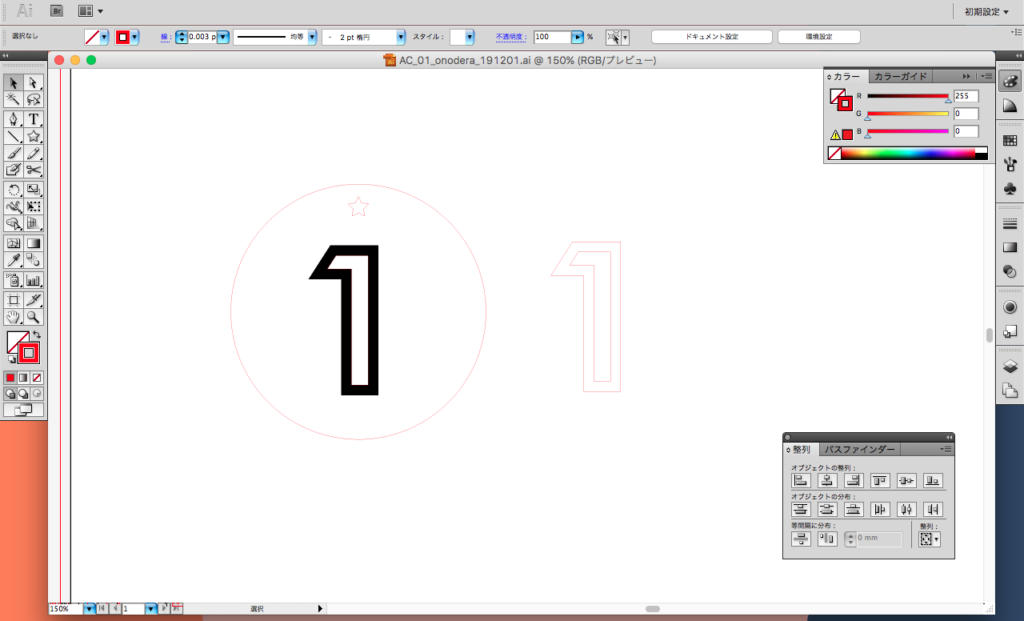 Ai Br 初期設定
選択なし 線： 0.003 p 均等 - 2 pt 楕円 スタイル： 不透明度： 100 % ドキュメント設定 環境設定
AC_01_onodera_191201.ai @ 150% (RGB/プレビュー)
カラー カラーガイド
R 255
G 0
B 0
T
1 1
整列 パスファインダー
オブジェクトの整列：
オブジェクトの分布：
等間隔に分布： 整列：
0 mm
150% 1 選択